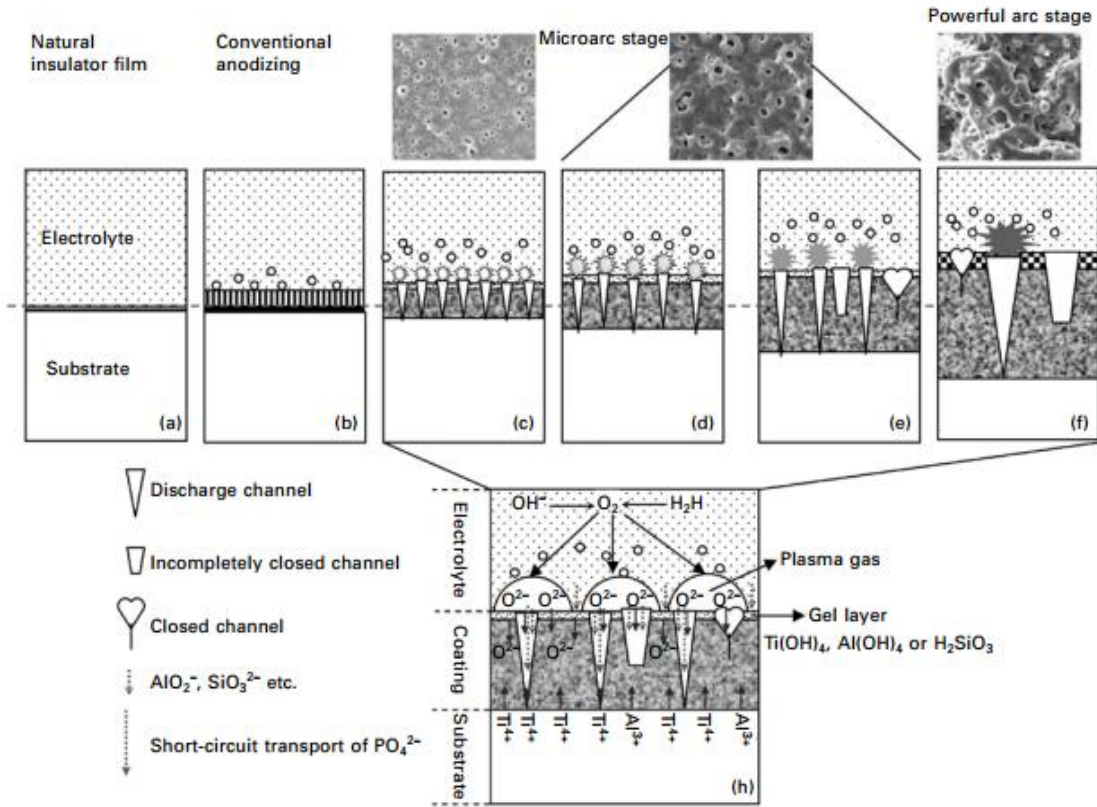 Natural
insulator film
Conventional
anodizing
Microarc stage
Powerful arc stage
Electrolyte
Substrate
(a)
(b)
(c)
(d)
(e)
(f)
Discharge channel
Incompletely closed channel
Closed channel
AlO₂⁻, SiO₃²⁻ etc.
Short-circuit transport of PO₄²⁻
Electrolyte
Coating
Substrate
OH⁻ O₂ H₂H
Plasma gas
O²⁻ O²⁻ O²⁻ O²⁻ O²⁻ O²⁻
Gel layer
Ti(OH)₄, Al(OH)₄ or H₂SiO₃
O²⁻ O²⁻ O²⁻
Ti⁴⁺ Ti⁴⁺ Ti⁴⁺ Ti⁴⁺ Al³⁺ Ti⁴⁺ Ti⁴⁺ Al³⁺
(h)